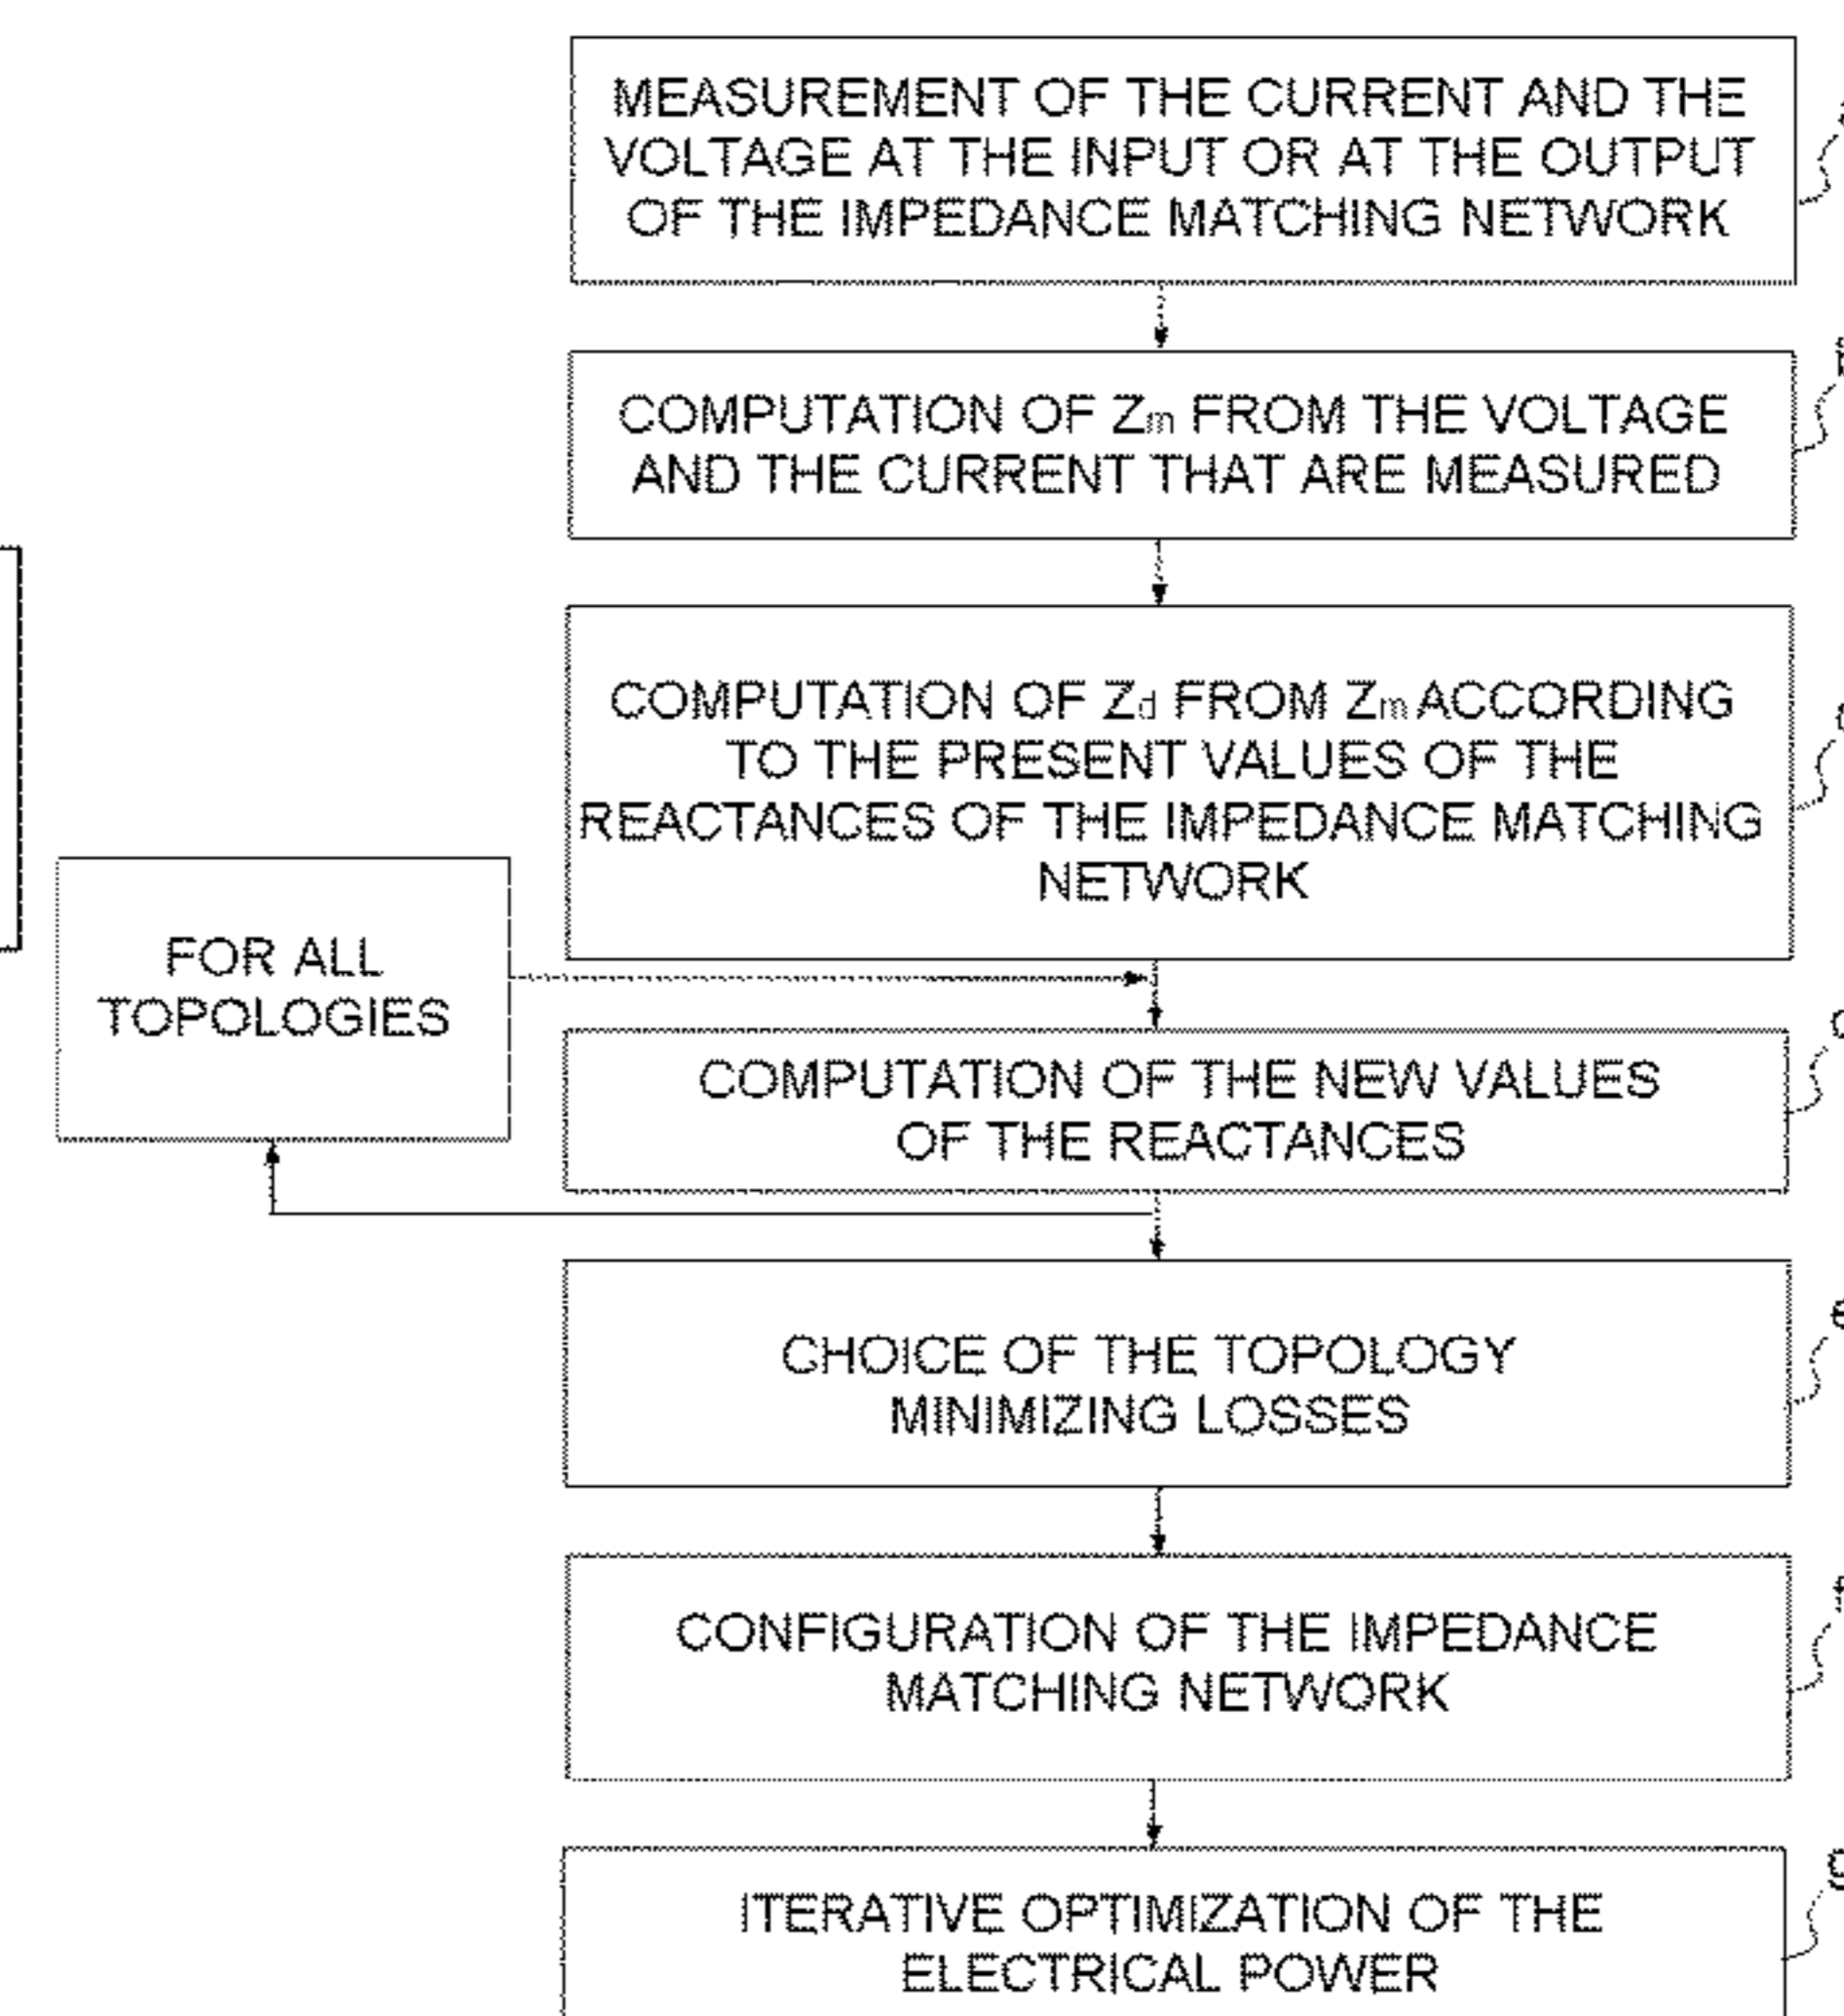 MEASUREMENT OF THE CURRENT AND THE
VOLTAGE AT THE INPUT OR AT THE OUTPUT
OF THE IMPEDANCE MATCHING NETWORK
COMPUTATION OF Zm FROM THE VOLTAGE
AND THE CURRENT THAT ARE MEASURED
COMPUTATION OF Zd FROM Zm ACCORDING
TO THE PRESENT VALUES OF THE
REACTANCES OF THE IMPEDANCE MATCHING
NETWORK
FOR ALL
TOPOLOGIES
COMPUTATION OF THE NEW VALUES
OF THE REACTANCES
CHOICE OF THE TOPOLOGY
MINIMIZING LOSSES
CONFIGURATION OF THE IMPEDANCE
MATCHING NETWORK
ITERATIVE OPTIMIZATION OF THE
ELECTRICAL POWER